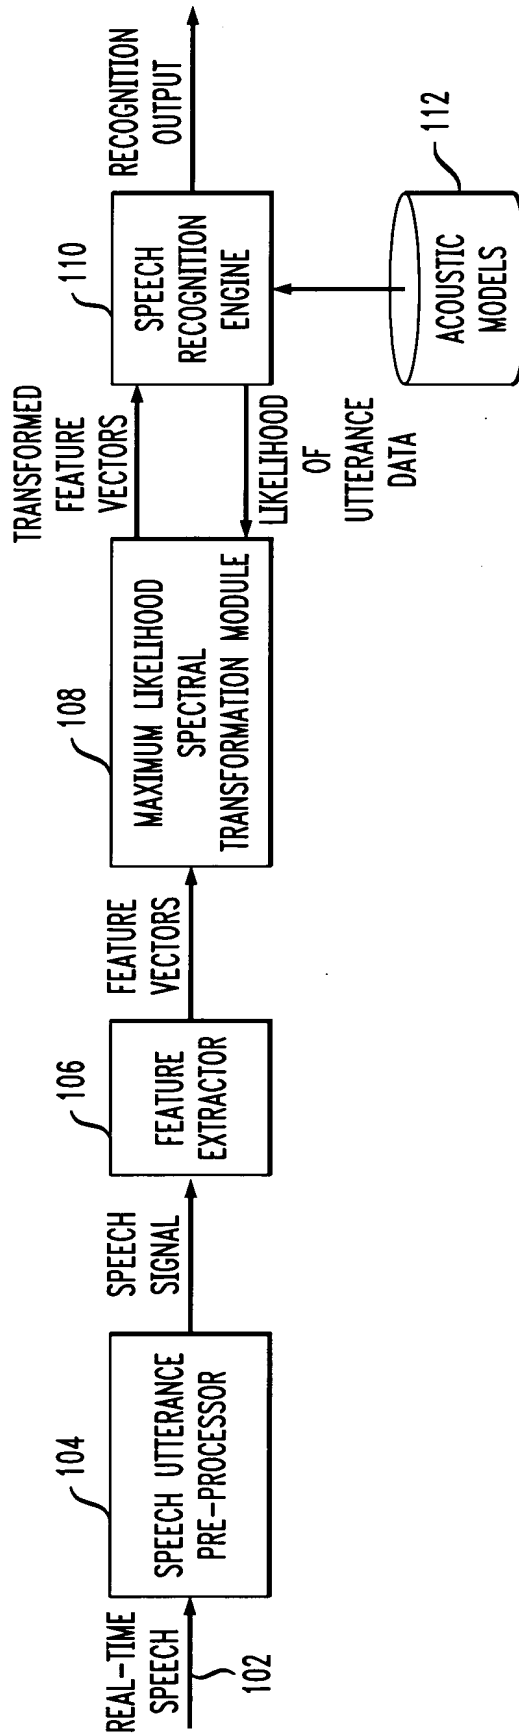 REAL-TIME
SPEECH
102
104
SPEECH UTTERANCE
PRE-PROCESSOR
SPEECH
SIGNAL
106
FEATURE
EXTRACTOR
FEATURE
VECTORS
108
MAXIMUM LIKELIHOOD
SPECTRAL
TRANSFORMATION MODULE
TRANSFORMED
FEATURE
VECTORS
LIKELIHOOD
OF
UTTERANCE
DATA
110
SPEECH
RECOGNITION
ENGINE
RECOGNITION
OUTPUT
112
ACOUSTIC
MODELS